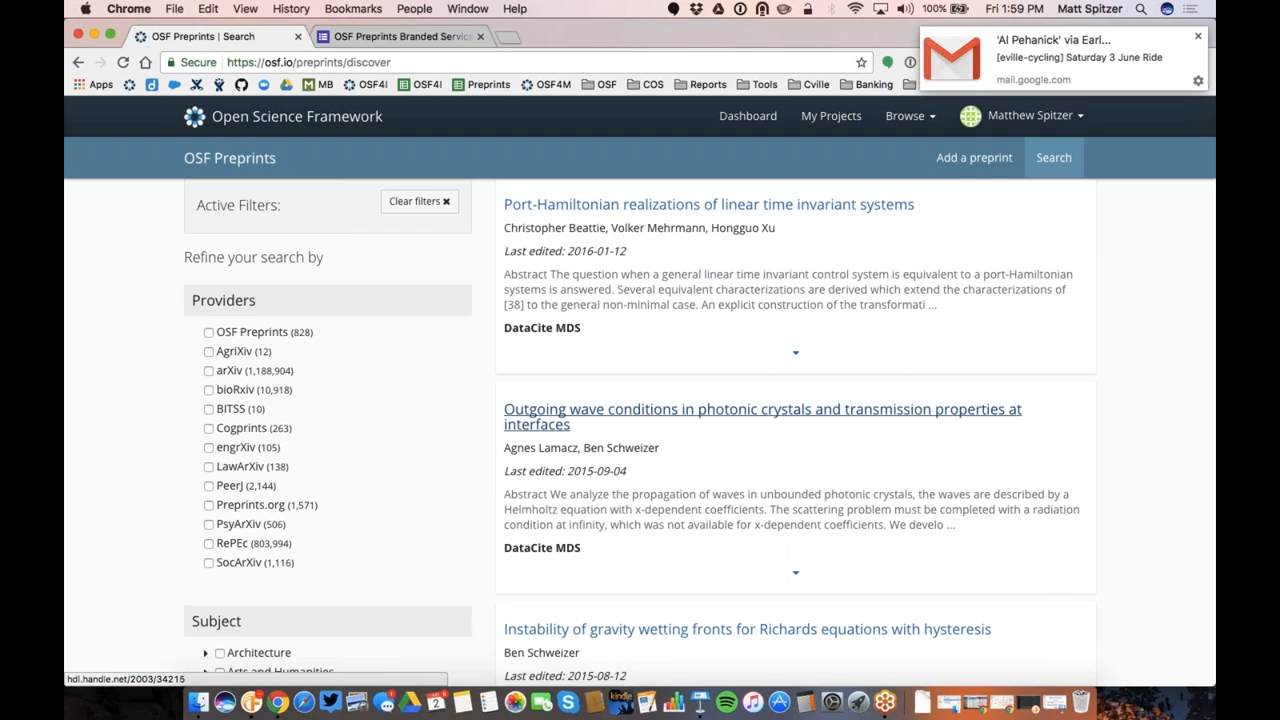 Chrome File Edit View History Bookmarks People Window Help 100% Fri 1:59 PM Matt Spitzer
OSF Preprints | Search
OSF Preprints Branded Servic
'Al Pehanick' via Earl...
[eville-cycling] Saturday 3 June Ride
mail.google.com
Secure https://osf.io/preprints/discover
Apps MB OSF4I OSF4I Preprints OSF4M OSF COS Reports Tools Cville Banking
Open Science Framework
Dashboard My Projects Browse Matthew Spitzer
OSF Preprints
Add a preprint Search
Active Filters: Clear filters
Refine your search by
Providers
OSF Preprints (828)
AgriXiv (12)
arXiv (1,188,904)
bioRxiv (10,918)
BITSS (10)
Cogprints (263)
engrXiv (105)
LawArXiv (138)
PeerJ (2,144)
Preprints.org (1,571)
PsyArXiv (506)
RePEc (803,994)
SocArXiv (1,116)
Subject
Architecture
Arts and Humanities
Port-Hamiltonian realizations of linear time invariant systems
Christopher Beattie, Volker Mehrmann, Hongguo Xu
Last edited: 2016-01-12
Abstract The question when a general linear time invariant control system is equivalent to a port-Hamiltonian
systems is answered. Several equivalent characterizations are derived which extend the characterizations of
[38] to the general non-minimal case. An explicit construction of the transformati ...
DataCite MDS
Outgoing wave conditions in photonic crystals and transmission properties at
interfaces
Agnes Lamacz, Ben Schweizer
Last edited: 2015-09-04
Abstract We analyze the propagation of waves in unbounded photonic crystals, the waves are described by a
Helmholtz equation with x-dependent coefficients. The scattering problem must be completed with a radiation
condition at infinity, which was not available for x-dependent coefficients. We develo ...
DataCite MDS
Instability of gravity wetting fronts for Richards equations with hysteresis
Ben Schweizer
Last edited: 2015-08-12
hdl.handle.net/2003/34215
kindle